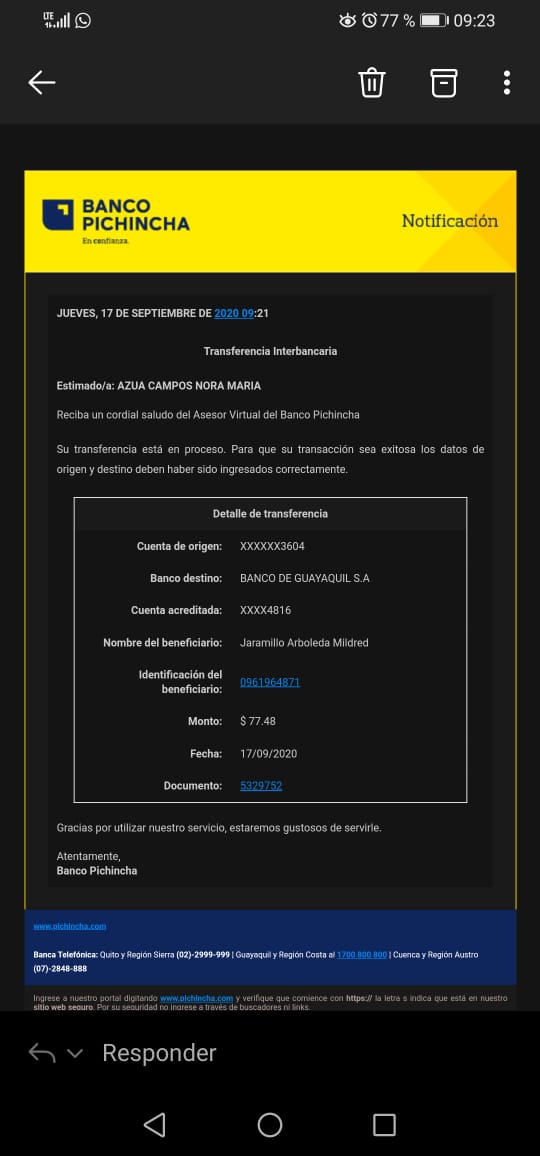 LTE
77 % 09:23
BANCO
PICHINCHA
En confianza.
Notificación
JUEVES, 17 DE SEPTIEMBRE DE 2020 09:21
Transferencia Interbancaria
Estimado/a: AZUA CAMPOS NORA MARIA
Reciba un cordial saludo del Asesor Virtual del Banco Pichincha
Su transferencia está en proceso. Para que su transacción sea exitosa los datos de
origen y destino deben haber sido ingresados correctamente.
Detalle de transferencia
Cuenta de origen: XXXXXX3604
Banco destino: BANCO DE GUAYAQUIL S.A
Cuenta acreditada: XXXX4816
Nombre del beneficiario: Jaramillo Arboleda Mildred
Identificación del
beneficiario: 0961964871
Monto: $ 77.48
Fecha: 17/09/2020
Documento: 5329752
Gracias por utilizar nuestro servicio, estaremos gustosos de servirle.
Atentamente,
Banco Pichincha
www.pichincha.com
Banca Telefónica: Quito y Región Sierra (02)-2999-999 | Guayaquil y Región Costa al 1700 800 800 | Cuenca y Región Austro
(07)-2848-888
Ingrese a nuestro portal digitando www.pichincha.com y verifique que comience con https:// la letra s indica que está en nuestro
sitio web seguro. Por su seguridad no ingrese a través de buscadores ni links.
Responder